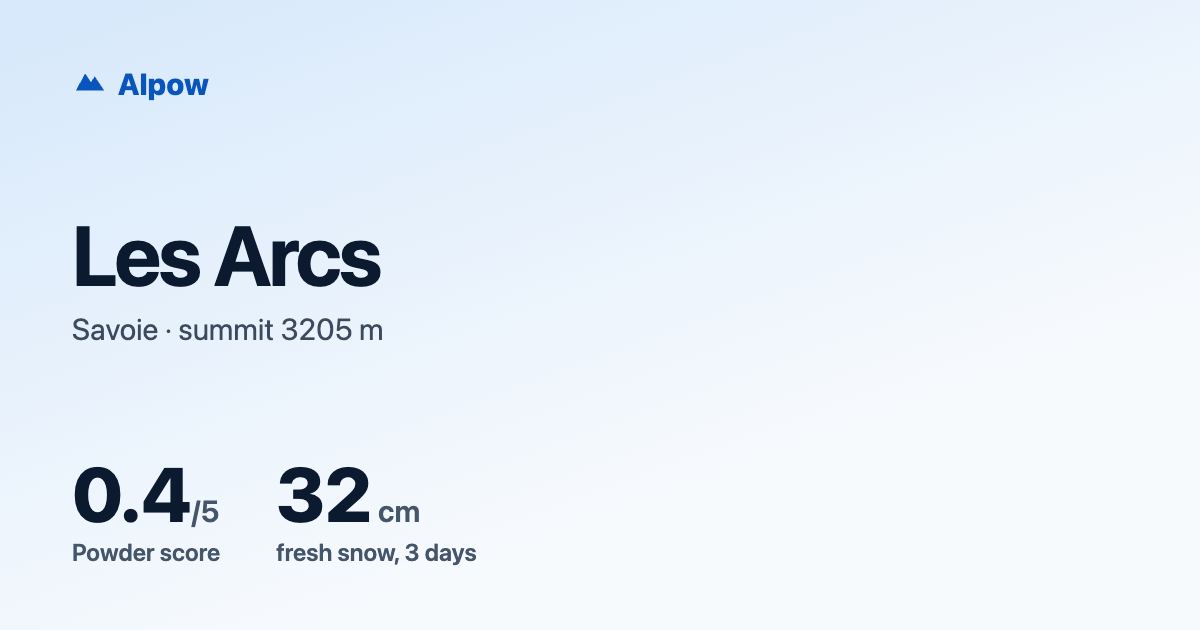 Alpow
Les Arcs
Savoie · summit 3205 m
0.4/5 32 cm
Powder score fresh snow, 3 days